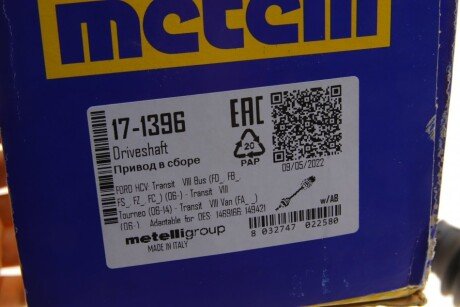 metelli
17-1396
Driveshaft
Привод в сборе
EAC
20
PAP
09/05/2022
FORD HCV: Transit VIII Bus (FD_ FB_.
FS_ FZ_ FC_) (06-) - Transit VIII
Tourneo (06-14) - Transit VIII Van (FA_ _)
(06-) Adantable for OES 1469166 149421
w/AB
metelligroup
MADE IN ITALY
8 032747 022580